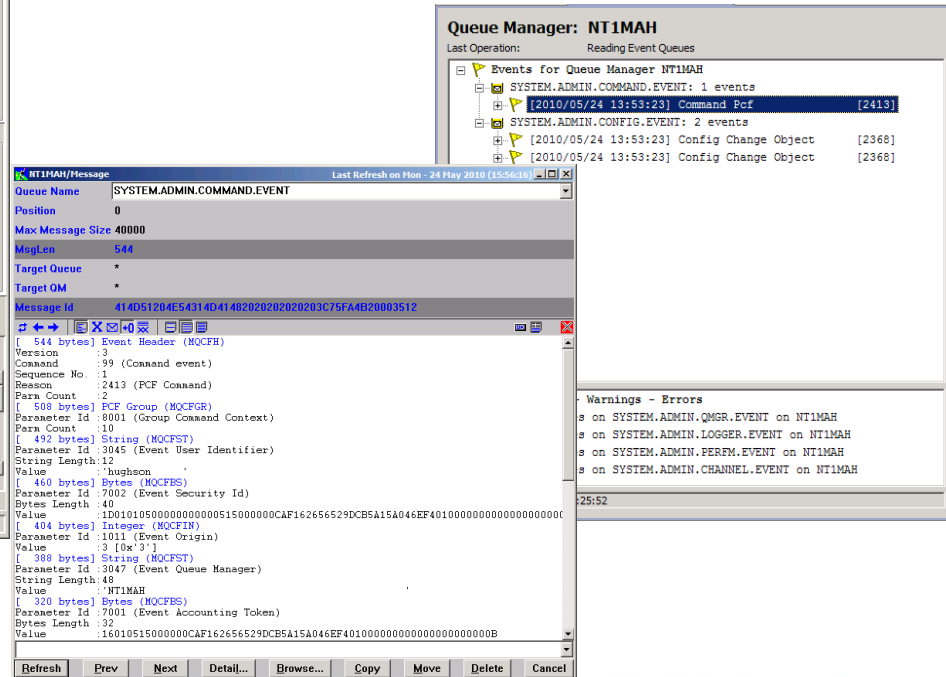 Queue Manager: NT1MAH
Last Operation: Reading Event Queues
Events for Queue Manager NT1MAH
SYSTEM.ADMIN.COMMAND.EVENT: 1 events
[2010/05/24 13:53:23] Command Pcf [2413]
SYSTEM.ADMIN.CONFIG.EVENT: 2 events
[2010/05/24 13:53:23] Config Change Object [2368]
[2010/05/24 13:53:23] Config Change Object [2368]
- Warnings - Errors
s on SYSTEM.ADMIN.QMGR.EVENT on NT1MAH
s on SYSTEM.ADMIN.LOGGER.EVENT on NT1MAH
s on SYSTEM.ADMIN.PERFM.EVENT on NT1MAH
s on SYSTEM.ADMIN.CHANNEL.EVENT on NT1MAH
:25:52
NT1MAH/Message Last Refresh on Mon - 24 May 2010 (15:56:16)
Queue Name SYSTEM.ADMIN.COMMAND.EVENT
Position 0
Max Message Size 40000
MsgLen 544
Target Queue *
Target QM *
Message Id 414D51204E54314D41482020202020203C75FA4B20003512
[ 544 bytes] Event Header (MQCFH)
Version :3
Command :99 (Command event)
Sequence No. :1
Reason :2413 (PCF Command)
Parm Count :2
[ 508 bytes] PCF Group (MQCFGR)
Parameter Id :8001 (Group Command Context)
Parm Count :10
[ 492 bytes] String (MQCFST)
Parameter Id :3045 (Event User Identifier)
String Length:12
Value :'hughson '
[ 460 bytes] Bytes (MQCFBS)
Parameter Id :7002 (Event Security Id)
Bytes Length :40
[ 404 bytes] Integer (MQCFIN)
Parameter Id :1011 (Event Origin)
Value :3 [0x'3']
[ 388 bytes] String (MQCFST)
Parameter Id :3047 (Event Queue Manager)
String Length:48
Value :'NT1MAH '
[ 320 bytes] Bytes (MQCFBS)
Parameter Id :7001 (Event Accounting Token)
Bytes Length :32
Refresh Prev Next Detail... Browse... Copy Move Delete Cancel